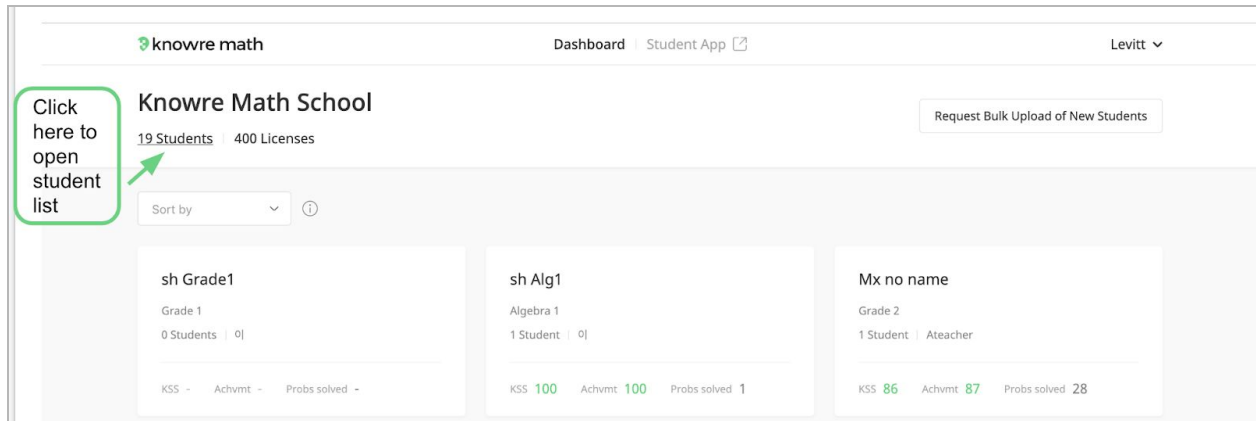 knowre math
Dashboard Student App
Levitt
Click
here to
open
student
list
Knowre Math School
19 Students 400 Licenses
Request Bulk Upload of New Students
Sort by
sh Grade1
Grade 1
0 Students 이
KSS - Achvmt - Probs solved -
sh Alg1
Algebra 1
1 Student 이
KSS 100 Achvmt 100 Probs solved 1
Mx no name
Grade 2
1 Student Ateacher
KSS 86 Achvmt 87 Probs solved 28